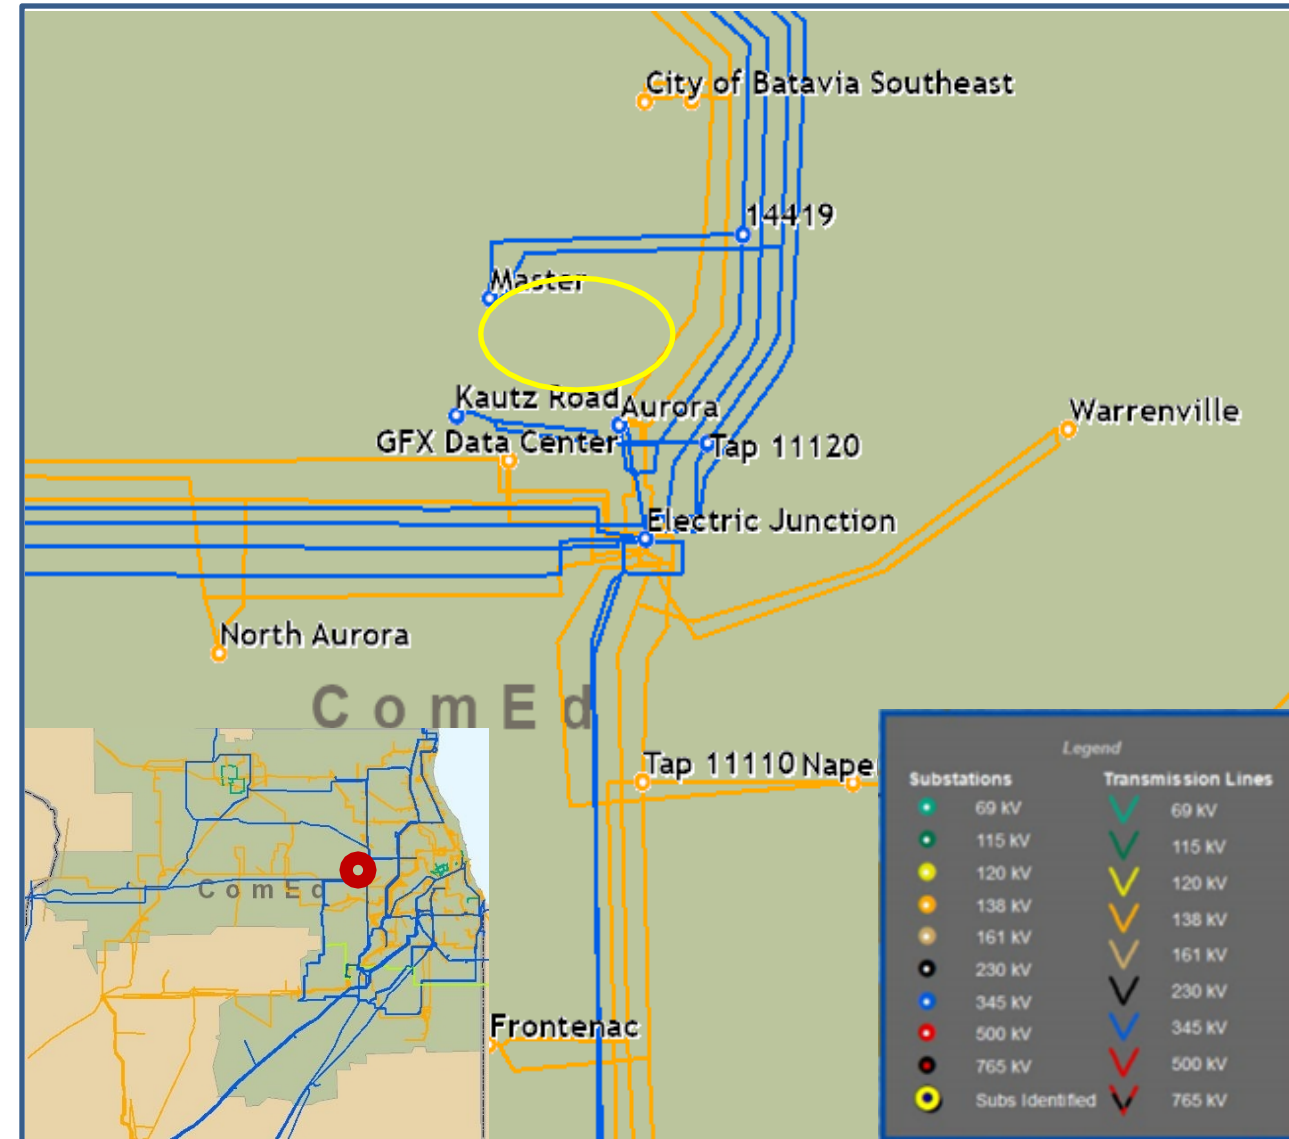 City of Batavia Southeast
14419
Master
Kautz Road
Aurora
Warrenville
GFX Data Center
Tap 11120
Electric Junction
North Aurora
ComEd
Tap 11110
Nape
ComEd
Frontenac
Legend
Substations Transmission Lines
69 kV 69 kV
115 kV 115 kV
120 kV 120 kV
138 kV 138 kV
161 kV 161 kV
230 kV 230 kV
345 kV 345 kV
500 kV 500 kV
765 kV 765 kV
Subs Identified